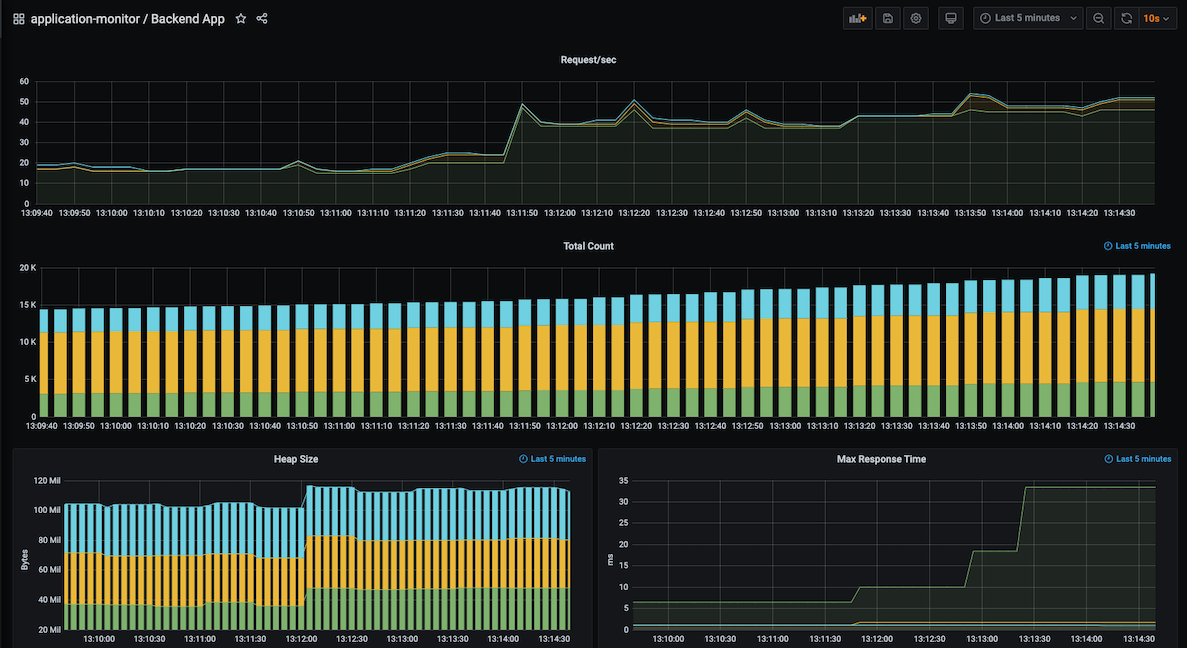 application-monitor / Backend App
Last 5 minutes
10s
Request/sec
60
50
40
30
20
10
0
13:09:40 13:09:50 13:10:00 13:10:10 13:10:20 13:10:30 13:10:40 13:10:50 13:11:00 13:11:10 13:11:20 13:11:30 13:11:40 13:11:50 13:12:00 13:12:10 13:12:20 13:12:30 13:12:40 13:12:50 13:13:00 13:13:10 13:13:20 13:13:30 13:13:40 13:13:50 13:14:00 13:14:10 13:14:20 13:14:30
Total Count
Last 5 minutes
20 K
15 K
10 K
5 K
0
13:09:40 13:09:50 13:10:00 13:10:10 13:10:20 13:10:30 13:10:40 13:10:50 13:11:00 13:11:10 13:11:20 13:11:30 13:11:40 13:11:50 13:12:00 13:12:10 13:12:20 13:12:30 13:12:40 13:12:50 13:13:00 13:13:10 13:13:20 13:13:30 13:13:40 13:13:50 13:14:00 13:14:10 13:14:20 13:14:30
Heap Size
Last 5 minutes
120 Mil
100 Mil
80 Mil
60 Mil
40 Mil
20 Mil
Bytes
13:10:00 13:10:30 13:11:00 13:11:30 13:12:00 13:12:30 13:13:00 13:13:30 13:14:00 13:14:30
Max Response Time
Last 5 minutes
35
30
25
20
15
10
5
0
ms
13:10:00 13:10:30 13:11:00 13:11:30 13:12:00 13:12:30 13:13:00 13:13:30 13:14:00 13:14:30